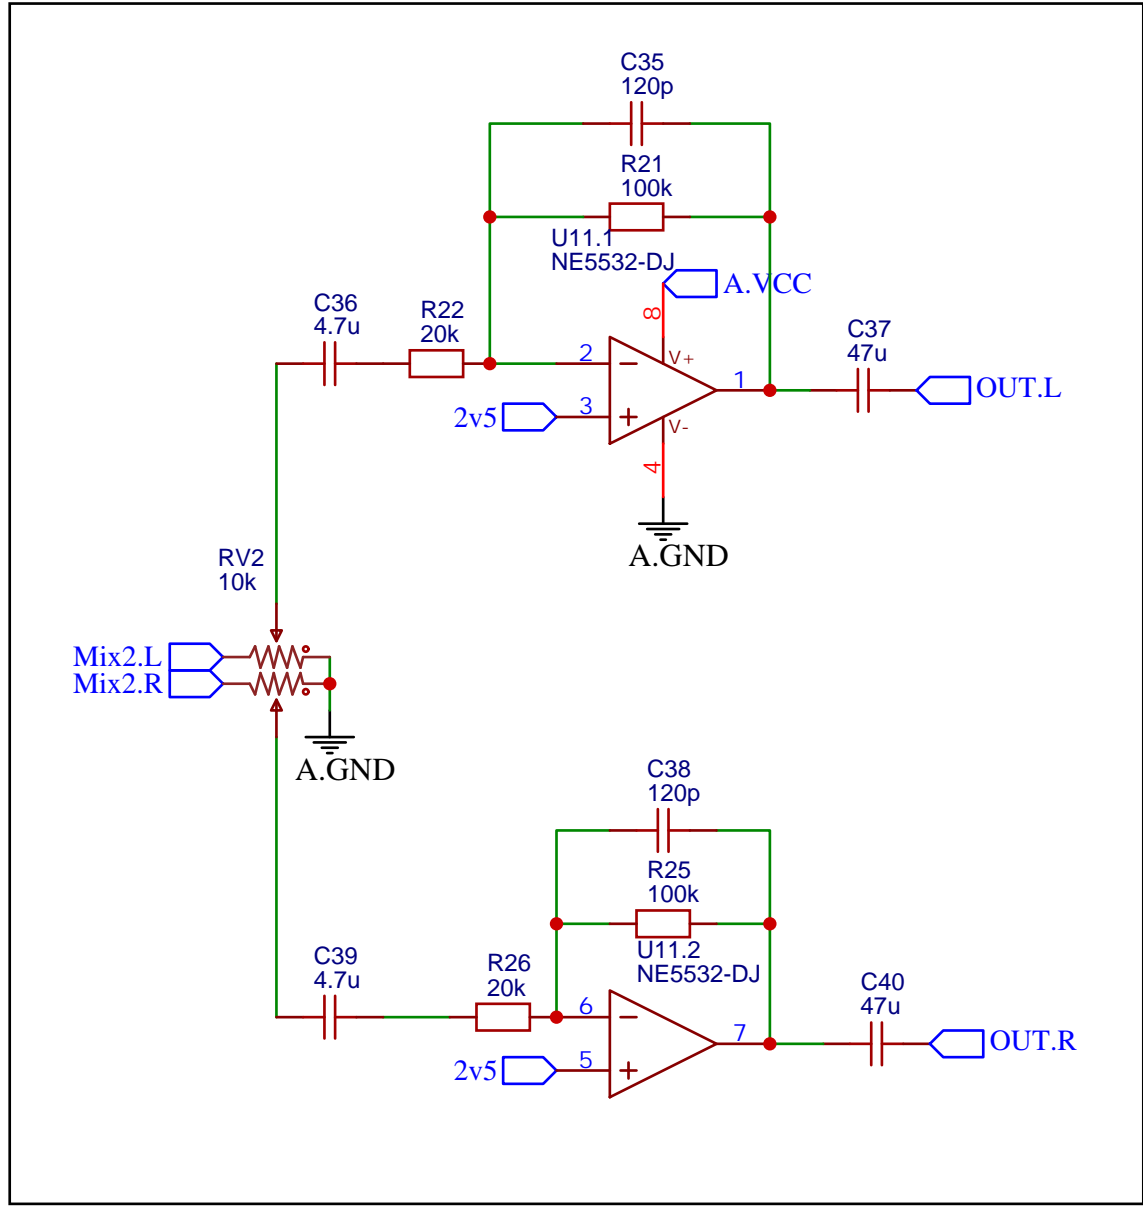 C35
120p
R21
100k
U11.1
NE5532-DJ
A.VCC
8
C36
4.7u
R22
20k
C37
47u
2
V+
1
OUT.L
2v5
3
V-
4
A.GND
RV2
10k
Mix2.L
Mix2.R
A.GND
C38
120p
R25
100k
U11.2
NE5532-DJ
C39
4.7u
R26
20k
C40
47u
6
7
OUT.R
2v5
5